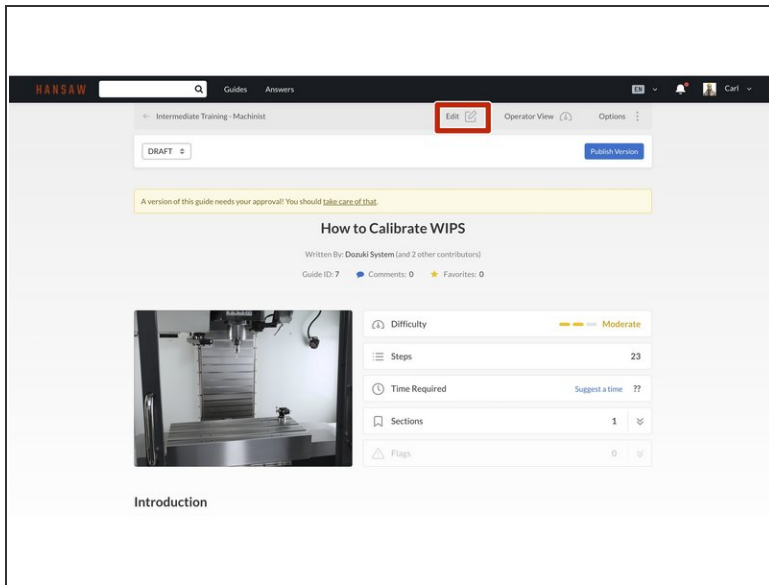 HANSAW Guides Answers EN Carl
Intermediate Training - Machinist Edit Operator View Options
DRAFT Publish Version
A version of this guide needs your approval! You should take care of that.
How to Calibrate WIPS
Written By: Dozuki System (and 2 other contributors)
Guide ID: 7 Comments: 0 Favorites: 0
Difficulty Moderate
Steps 23
Time Required Suggest a time ??
Sections 1
Flags 0
Introduction